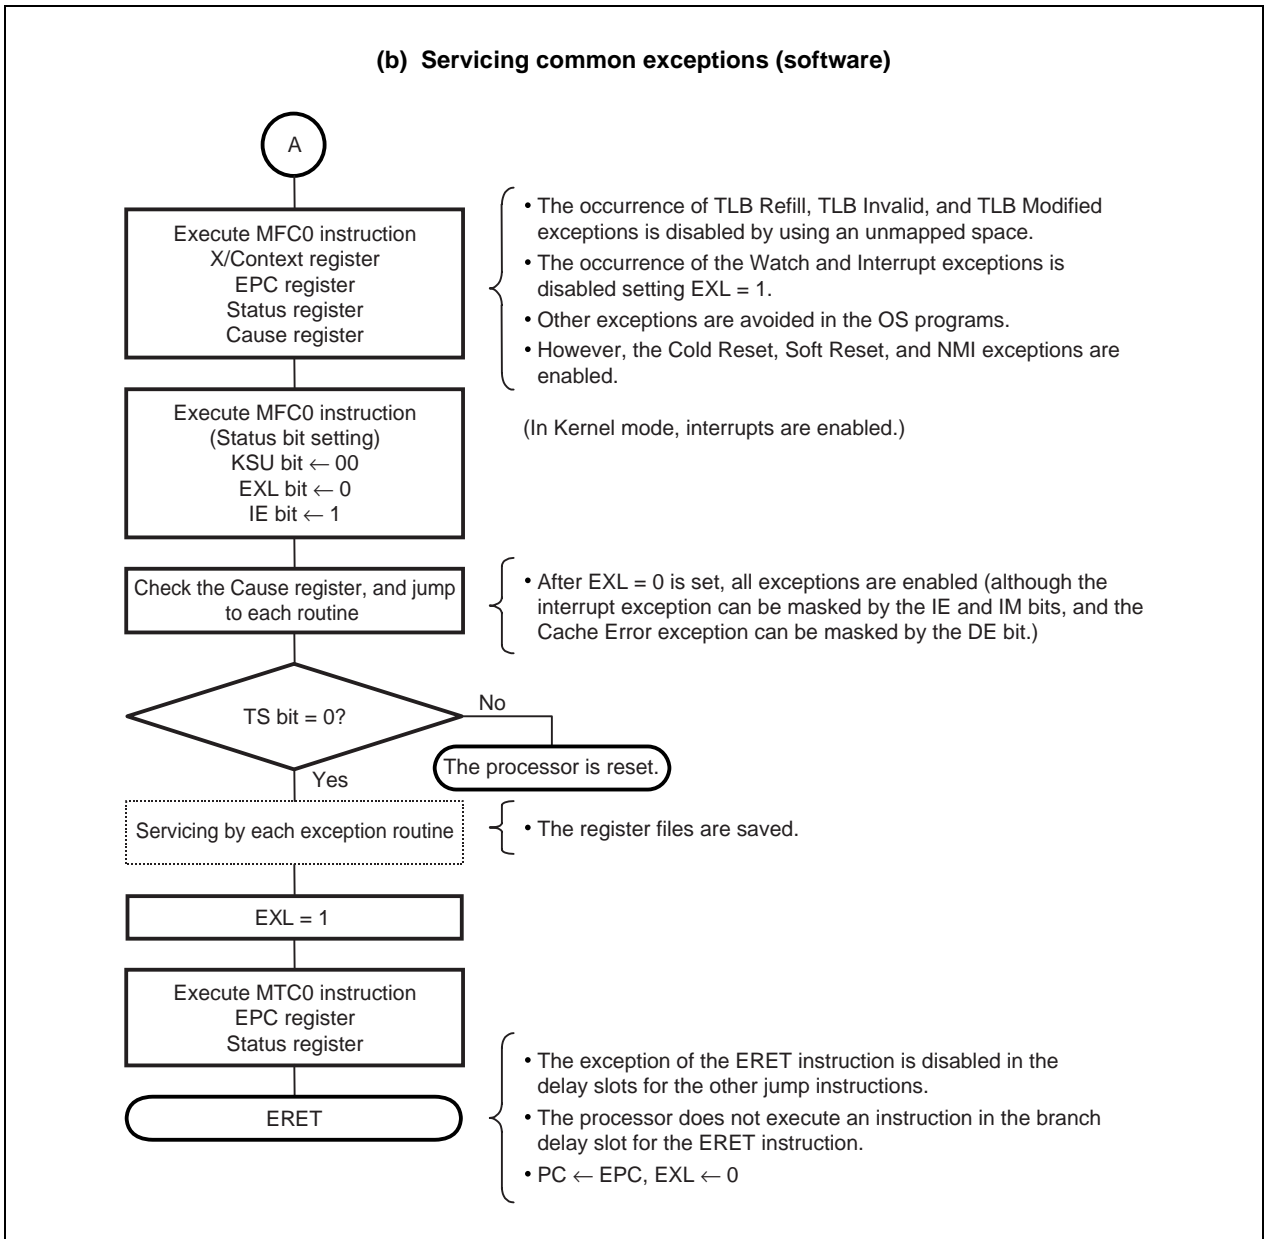 (b) Servicing common exceptions (software)
A
Execute MFC0 instruction
X/Context register
EPC register
Status register
Cause register
• The occurrence of TLB Refill, TLB Invalid, and TLB Modified
exceptions is disabled by using an unmapped space.
• The occurrence of the Watch and Interrupt exceptions is
disabled setting EXL = 1.
• Other exceptions are avoided in the OS programs.
• However, the Cold Reset, Soft Reset, and NMI exceptions are
enabled.
Execute MFC0 instruction
(Status bit setting)
KSU bit ← 00
EXL bit ← 0
IE bit ← 1
(In Kernel mode, interrupts are enabled.)
Check the Cause register, and jump
to each routine
• After EXL = 0 is set, all exceptions are enabled (although the
interrupt exception can be masked by the IE and IM bits, and the
Cache Error exception can be masked by the DE bit.)
TS bit = 0?
No
The processor is reset.
Yes
Servicing by each exception routine
• The register files are saved.
EXL = 1
Execute MTC0 instruction
EPC register
Status register
ERET
• The exception of the ERET instruction is disabled in the
delay slots for the other jump instructions.
• The processor does not execute an instruction in the branch
delay slot for the ERET instruction.
• PC ← EPC, EXL ← 0